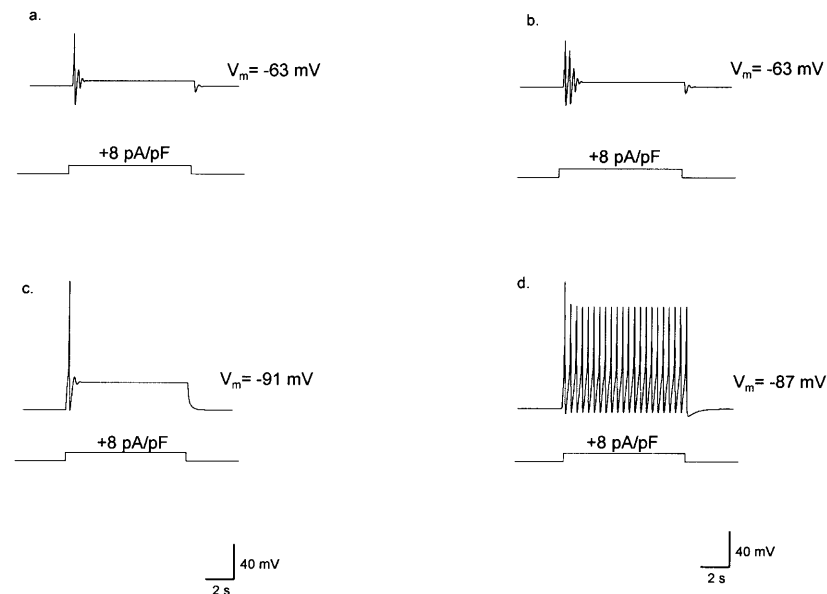 a.
V_m= -63 mV
+8 pA/pF
b.
V_m= -63 mV
+8 pA/pF
c.
V_m= -91 mV
+8 pA/pF
d.
V_m= -87 mV
+8 pA/pF
40 mV
2 s
40 mV
2 s